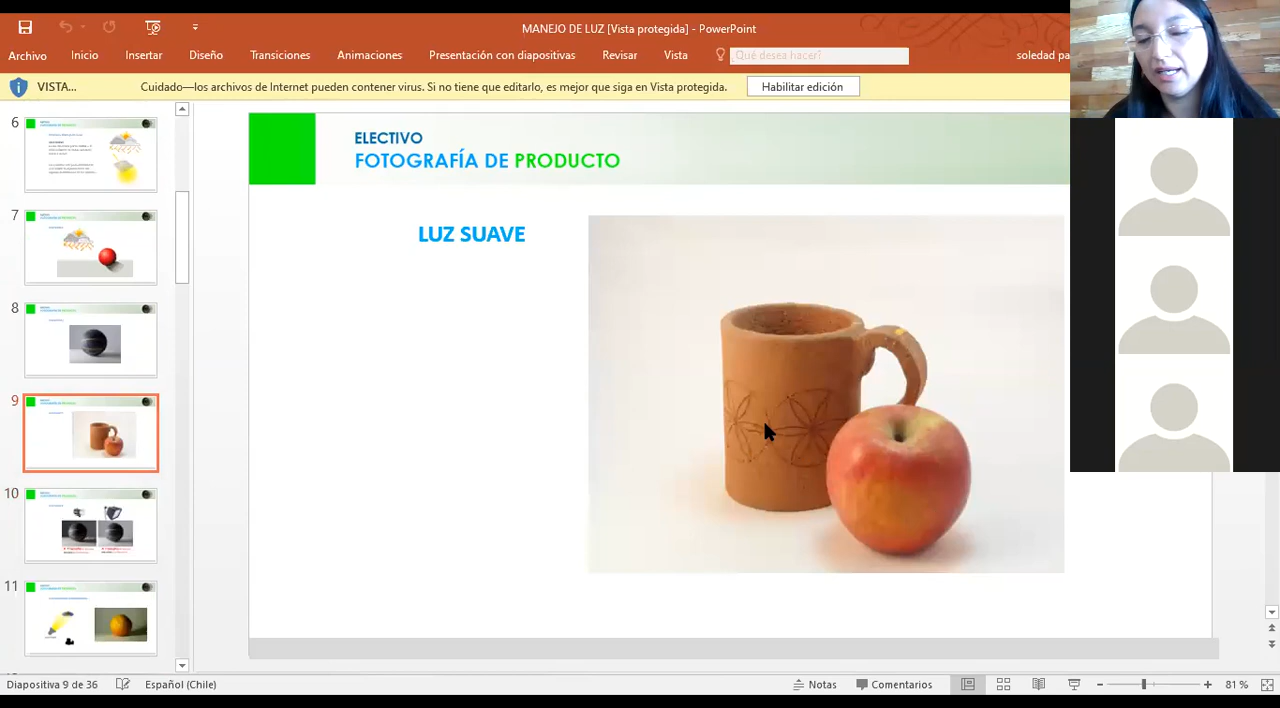 MANEJO DE LUZ [Vista protegida] - PowerPoint
Archivo Inicio Insertar Diseño Transiciones Animaciones Presentación con diapositivas Revisar Vista ¿Qué desea hacer? soledad pa
VISTA... Cuidado—los archivos de Internet pueden contener virus. Si no tiene que editarlo, es mejor que siga en Vista protegida. Habilitar edición
6
7
8
9
10
11
ELECTIVO
FOTOGRAFÍA DE PRODUCTO
LUZ SUAVE
Diapositiva 9 de 36 Español (Chile) Notas Comentarios 81 %